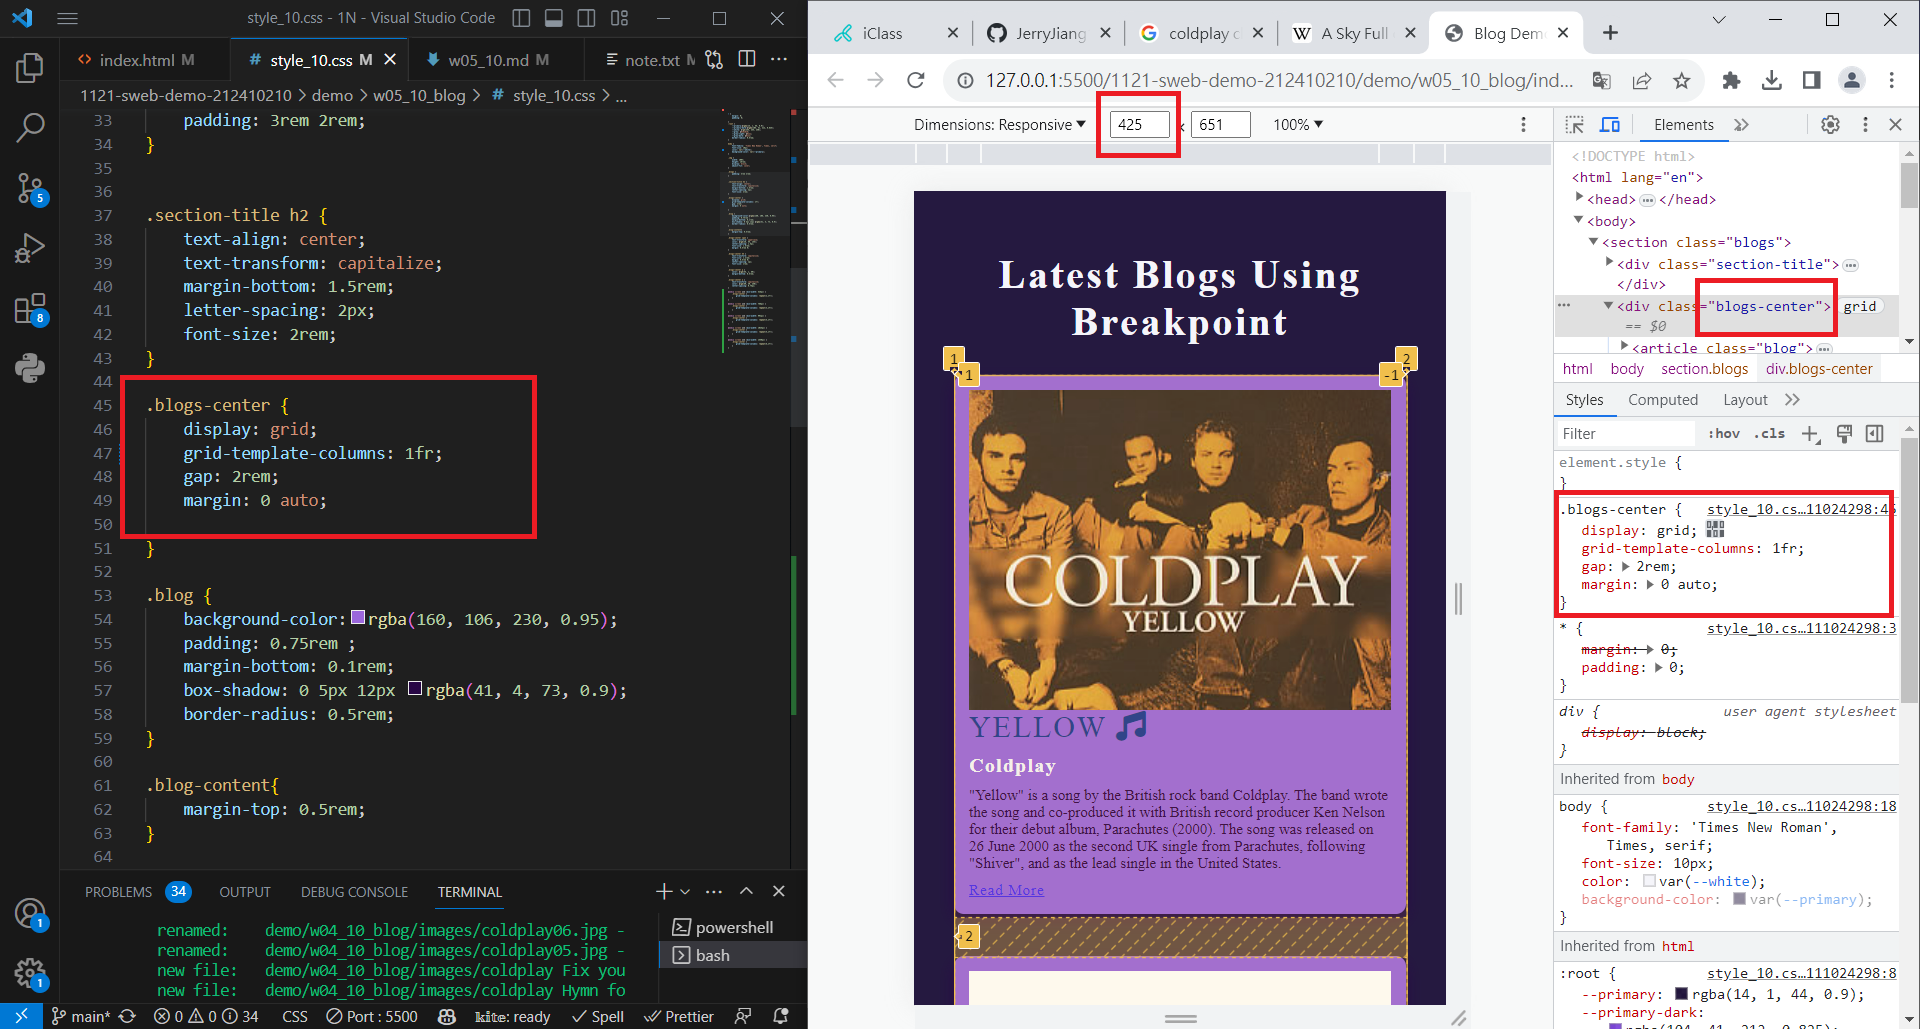 style_10.css - 1N - Visual Studio Code
index.html M
style_10.css M
w05_10.md M
note.txt M
1121-sweb-demo-212410210 > demo > w05_10_blog > # style_10.css > ...
33 padding: 3rem 2rem;
34 }
35
36
37 .section-title h2 {
38 text-align: center;
39 text-transform: capitalize;
40 margin-bottom: 1.5rem;
41 letter-spacing: 2px;
42 font-size: 2rem;
43 }
44
45 .blogs-center {
46 display: grid;
47 grid-template-columns: 1fr;
48 gap: 2rem;
49 margin: 0 auto;
50
51 }
52
53 .blog {
54 background-color: rgba(160, 106, 230, 0.95);
55 padding: 0.75rem ;
56 margin-bottom: 0.1rem;
57 box-shadow: 0 5px 12px rgba(41, 4, 73, 0.9);
58 border-radius: 0.5rem;
59 }
60
61 .blog-content{
62 margin-top: 0.5rem;
63 }
64
5
8
1
1
PROBLEMS 34 OUTPUT DEBUG CONSOLE TERMINAL
renamed: demo/w04_10_blog/images/coldplay06.jpg -
renamed: demo/w04_10_blog/images/coldplay05.jpg -
new file: demo/w04_10_blog/images/coldplay Fix you
new file: demo/w04_10_blog/images/coldplay Hymn fo
powershell
bash
main* 0 0 34 CSS Port : 5500 kite: ready Spell Prettier
iClass
JerryJiang
coldplay c
A Sky Full
Blog Demo
127.0.0.1:5500/1121-sweb-demo-212410210/demo/w05_10_blog/ind...
Dimensions: Responsive 425 x 651 100%
Latest Blogs Using
Breakpoint
1 2
1 -1
COLDPLAY
YELLOW
YELLOW
Coldplay
"Yellow" is a song by the British rock band Coldplay. The band wrote
the song and co-produced it with British record producer Ken Nelson
for their debut album, Parachutes (2000). The song was released on
26 June 2000 as the second UK single from Parachutes, following
"Shiver", and as the lead single in the United States.
Read More
2
Elements
<!DOCTYPE html>
<html lang="en">
<head> ... </head>
<body>
<section class="blogs">
<div class="section-title"> ...
</div>
<div class="blogs-center"> grid
== $0
<article class="blog"> ...
html body section.blogs div.blogs-center
Styles Computed Layout
Filter :hov .cls
element.style {
}
.blogs-center { style_10.cs…11024298:45
display: grid;
grid-template-columns: 1fr;
gap: 2rem;
margin: 0 auto;
}
* { style_10.cs…111024298:3
margin: 0;
padding: 0;
}
div { user agent stylesheet
display: block;
}
Inherited from body
body { style_10.cs…11024298:18
font-family: 'Times New Roman',
Times, serif;
font-size: 10px;
color: var(--white);
background-color: var(--primary);
}
Inherited from html
:root { style_10.cs…111024298:8
--primary: rgba(14, 1, 44, 0.9);
--primary-dark: